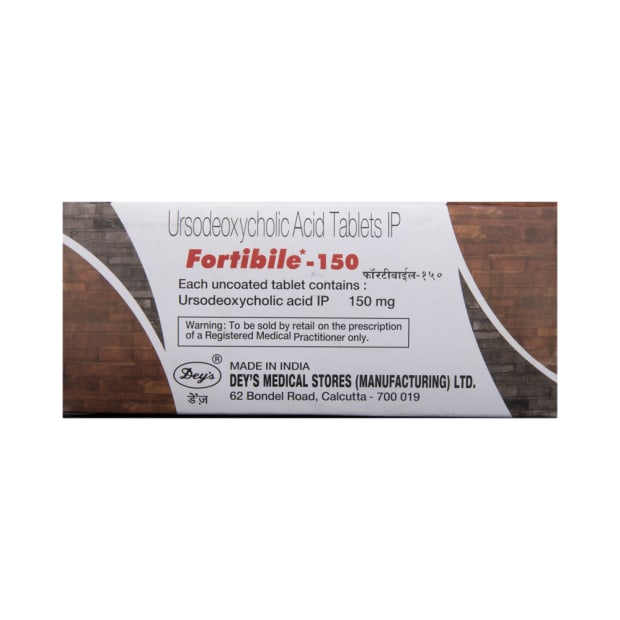 Ursodeoxycholic Acid Tablets IP
Fortibile*-150
फॉरटीबाईल-१५०
Each uncoated tablet contains :
Ursodeoxycholic acid IP 150 mg
Warning: To be sold by retail on the prescription
of a Registered Medical Practitioner only.
Dey's ®
डे'ज़
MADE IN INDIA
DEY'S MEDICAL STORES (MANUFACTURING) LTD.
62 Bondel Road, Calcutta - 700 019